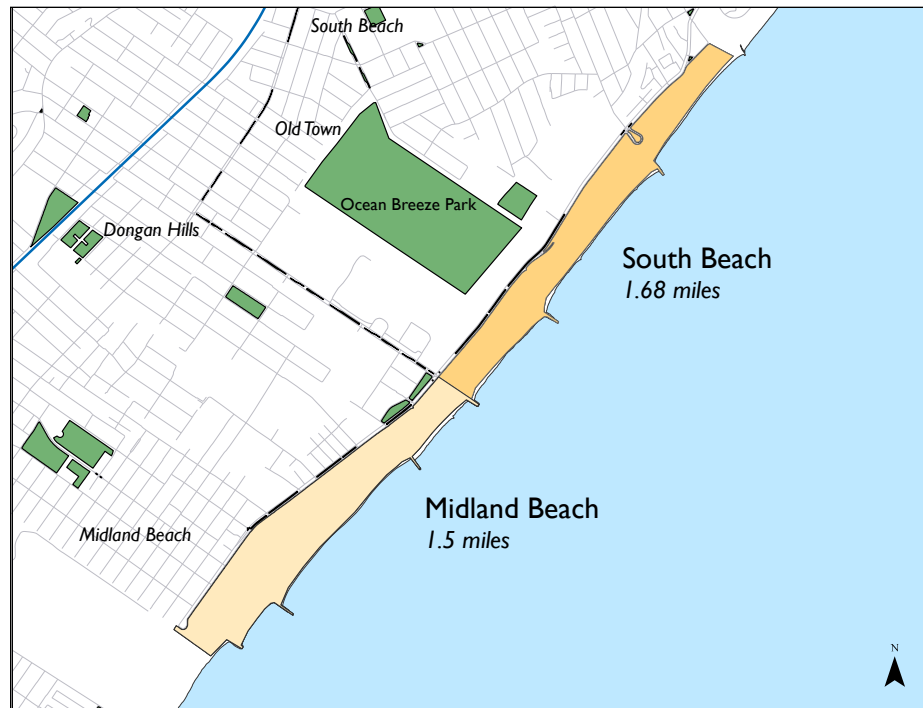 South Beach
Old Town
Ocean Breeze Park
Dongan Hills
South Beach
1.68 miles
Midland Beach
1.5 miles
Midland Beach
N